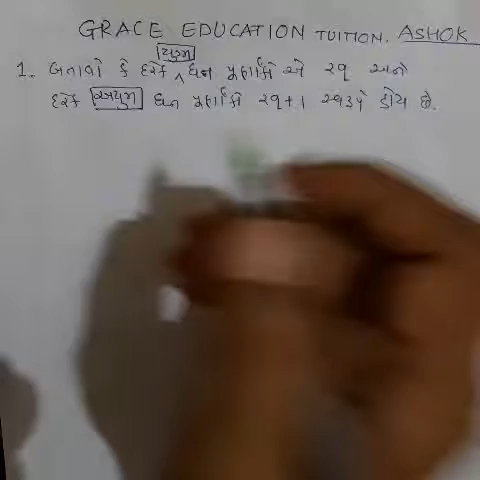 GRACE EDUCATION TUITION. ASHOK
યુગ્મ
1. બતાવો કે દરેક ^ ધન પૂર્ણાંક એ 2q અને
દરેક અયુગ્મ ધન પૂર્ણાંક 2q+1 સ્વરૂપે હોય છે.